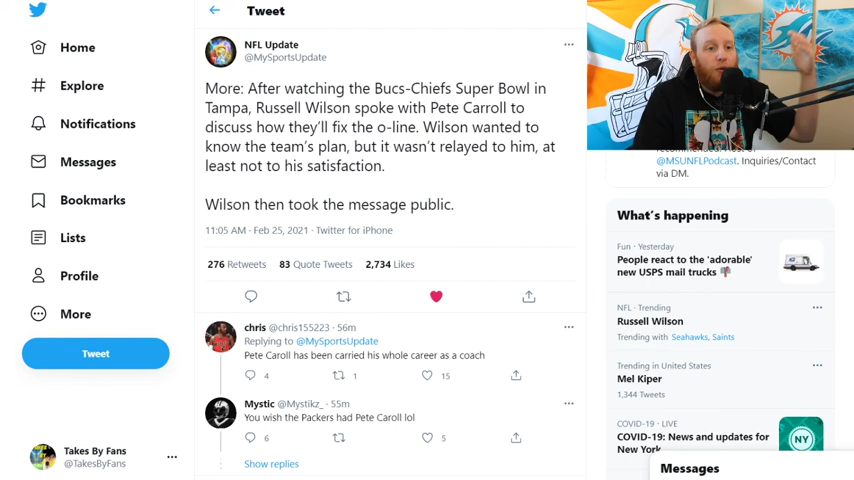 Tweet
Home
Explore
Notifications
Messages
Bookmarks
Lists
Profile
More
Tweet
Takes By Fans
@TakesByFans
NFL Update
@MySportsUpdate
More: After watching the Bucs-Chiefs Super Bowl in
Tampa, Russell Wilson spoke with Pete Carroll to
discuss how they'll fix the o-line. Wilson wanted to
know the team's plan, but it wasn't relayed to him, at
least not to his satisfaction.
Wilson then took the message public.
11:05 AM · Feb 25, 2021 · Twitter for iPhone
276 Retweets 83 Quote Tweets 2,734 Likes
chris @chris155223 · 56m
Replying to @MySportsUpdate
Pete Caroll has been carried his whole career as a coach
4 1 15
Mystic @Mystikz_ · 55m
You wish the Packers had Pete Caroll lol
6 5
Show replies
@MSUNFLPodcast. Inquiries/Contact
via DM.
What's happening
Fun · Yesterday
People react to the 'adorable'
new USPS mail trucks
NFL · Trending
Russell Wilson
Trending with Seahawks, Saints
Trending in United States
Mel Kiper
1,344 Tweets
COVID-19 · LIVE
COVID-19: News and updates for
New York
NY
Messages